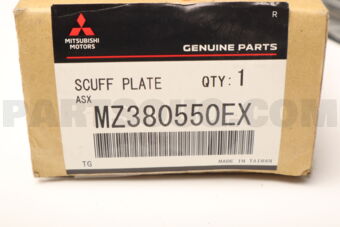 R
MITSUBISHI
MOTORS
GENUINE PARTS
SCUFF PLATE QTY:1
ASX
MZ380550EX
TG MADE IN TAIWAN